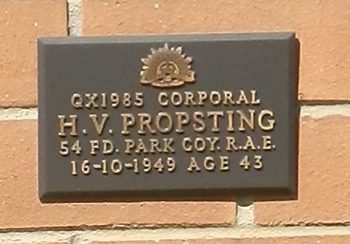 QX1985 CORPORAL
H.V. PROPSTING
54 FD. PARK COY. R.A.E.
16-10-1949 AGE 43